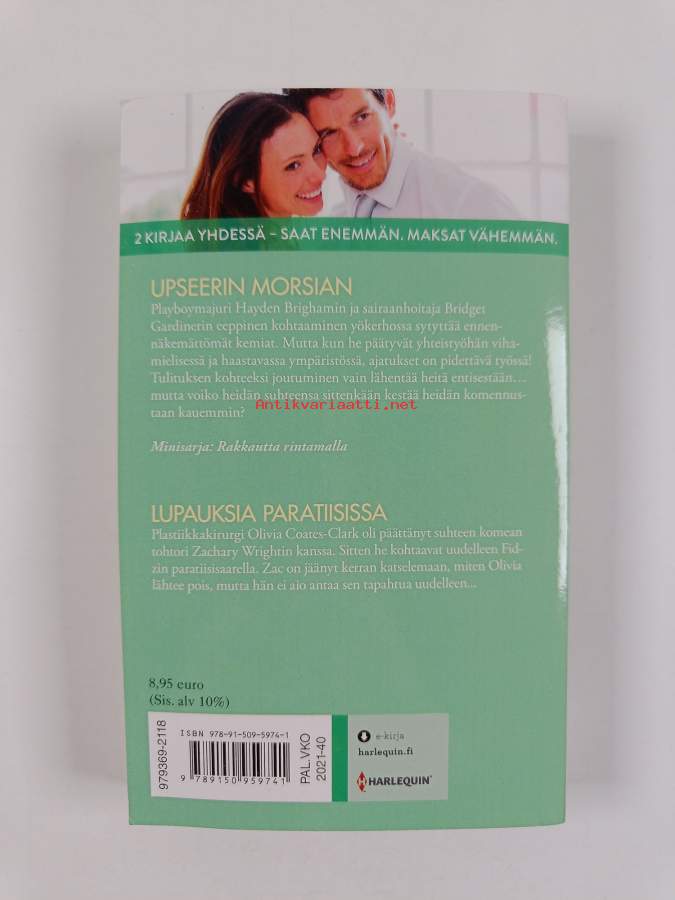 2 KIRJAA YHDESSÄ – SAAT ENEMMÄN. MAKSAT VÄHEMMÄN.
UPSEERIN MORSIAN
Playboymajuri Hayden Brighamin ja sairaanhoitaja Bridget
Gardinerin eeppinen kohtaaminen yökerhossa sytyttää ennen-
näkemättömät kemiat. Mutta kun he päätyvät yhteistyöhän viha-
mielisessä ja haastavassa ympäristössä, ajatukset on pidettävä työssä!
Tulituksen kohteeksi joutuminen vain lähentää heitä entisestään…
mutta voiko heidän suhteensa sittenkään kestää heidän komennus-
taan kauemmin?
Antikvariaatti.net
Minisarja: Rakkautta rintamalla
LUPAUKSIA PARATIISISSA
Plastiikkakirurgi Olivia Coates-Clark oli päättänyt suhteen komean
tohtori Zachary Wrightin kanssa. Sitten he kohtaavat uudelleen Fid-
žin paratiisisaarella. Zac on jäänyt kerran katselemaan, miten Olivia
lähtee pois, mutta hän ei aio antaa sen tapahtua uudelleen...
8,95 euro
(Sis. alv 10%)
979369-2118
ISBN 978-91-509-5974-1
9 789150 959741
PAL.VKO
2021-40
e-kirja
harlequin.fi
HARLEQUIN®